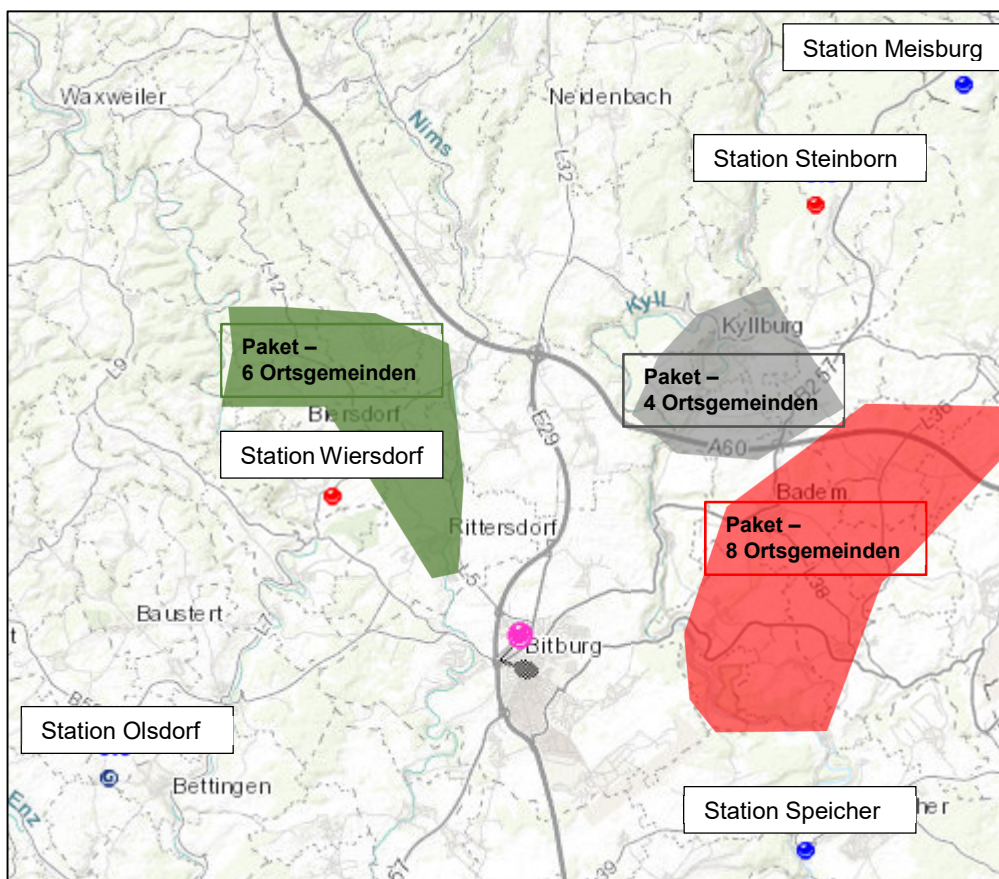 Station Meisburg
Waxweiler
Neidenbach
Nims
L32
Station Steinborn
L12
Kyll
Kyllburg
Paket –
6 Ortsgemeinden
Paket –
4 Ortsgemeinden
L9
Biersdorf
E29
A60
L36
Station Wiersdorf
Badem
Rittersdorf
Paket –
8 Ortsgemeinden
L5
L38
Baustert
L7
Bitburg
Station Olsdorf
Bettingen
Enz
Station Speicher
cher
L39